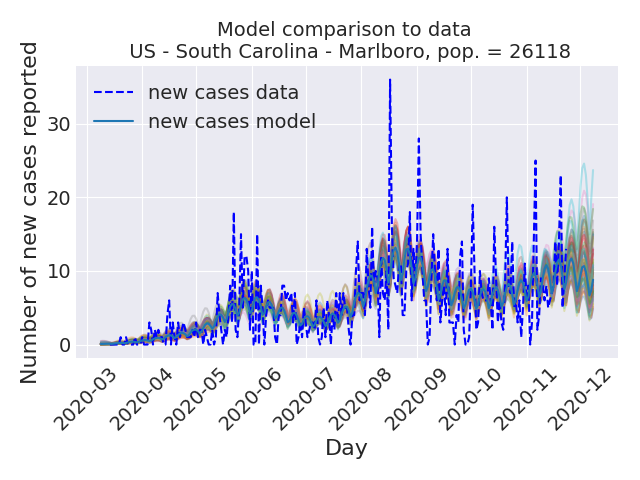 Model comparison to data
US - South Carolina - Marlboro, pop. = 26118
new cases data
new cases model
Number of new cases reported
30
20
10
0
2020-03
2020-04
2020-05
2020-06
2020-07
2020-08
2020-09
2020-10
2020-11
2020-12
Day